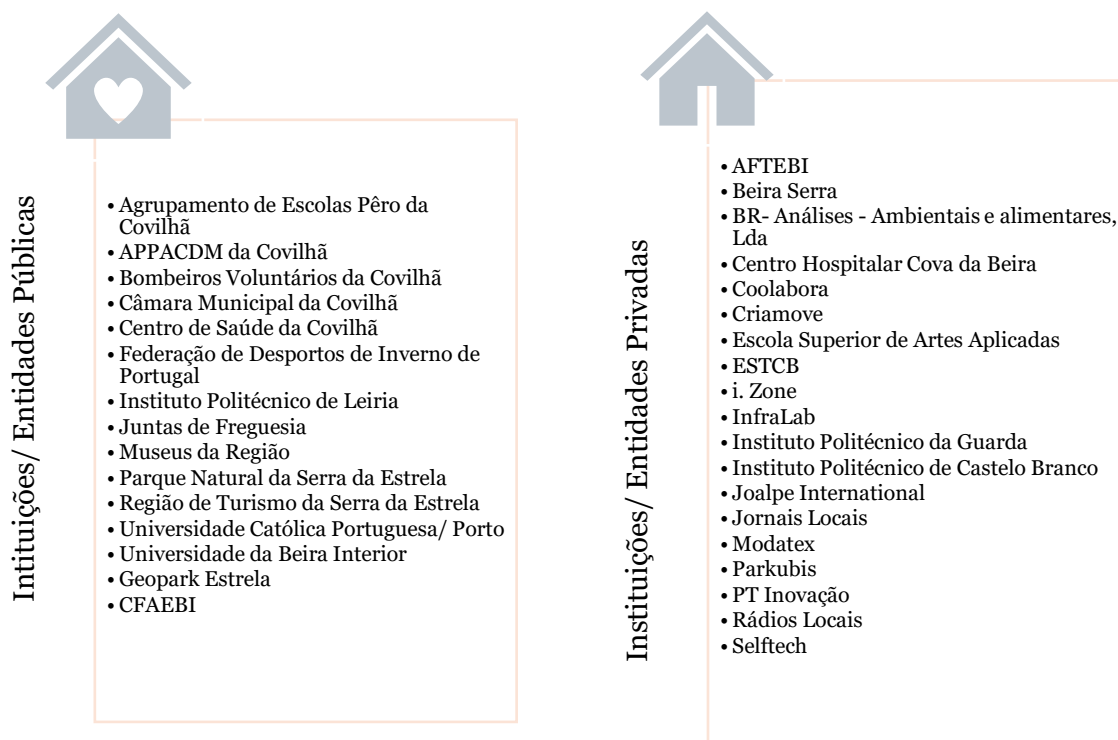 Intituições/ Entidades Públicas
• Agrupamento de Escolas Pêro da
Covilhã
• APPACDM da Covilhã
• Bombeiros Voluntários da Covilhã
• Câmara Municipal da Covilhã
• Centro de Saúde da Covilhã
• Federação de Desportos de Inverno de
Portugal
• Instituto Politécnico de Leiria
• Juntas de Freguesia
• Museus da Região
• Parque Natural da Serra da Estrela
• Região de Turismo da Serra da Estrela
• Universidade Católica Portuguesa/ Porto
• Universidade da Beira Interior
• Geopark Estrela
• CFAEBI
Instituições/ Entidades Privadas
• AFTEBI
• Beira Serra
• BR- Análises - Ambientais e alimentares,
Lda
• Centro Hospitalar Cova da Beira
• Coolabora
• Criamove
• Escola Superior de Artes Aplicadas
• ESTCB
• i. Zone
• InfraLab
• Instituto Politécnico da Guarda
• Instituto Politécnico de Castelo Branco
• Joalpe International
• Jornais Locais
• Modatex
• Parkubis
• PT Inovação
• Rádios Locais
• Selftech